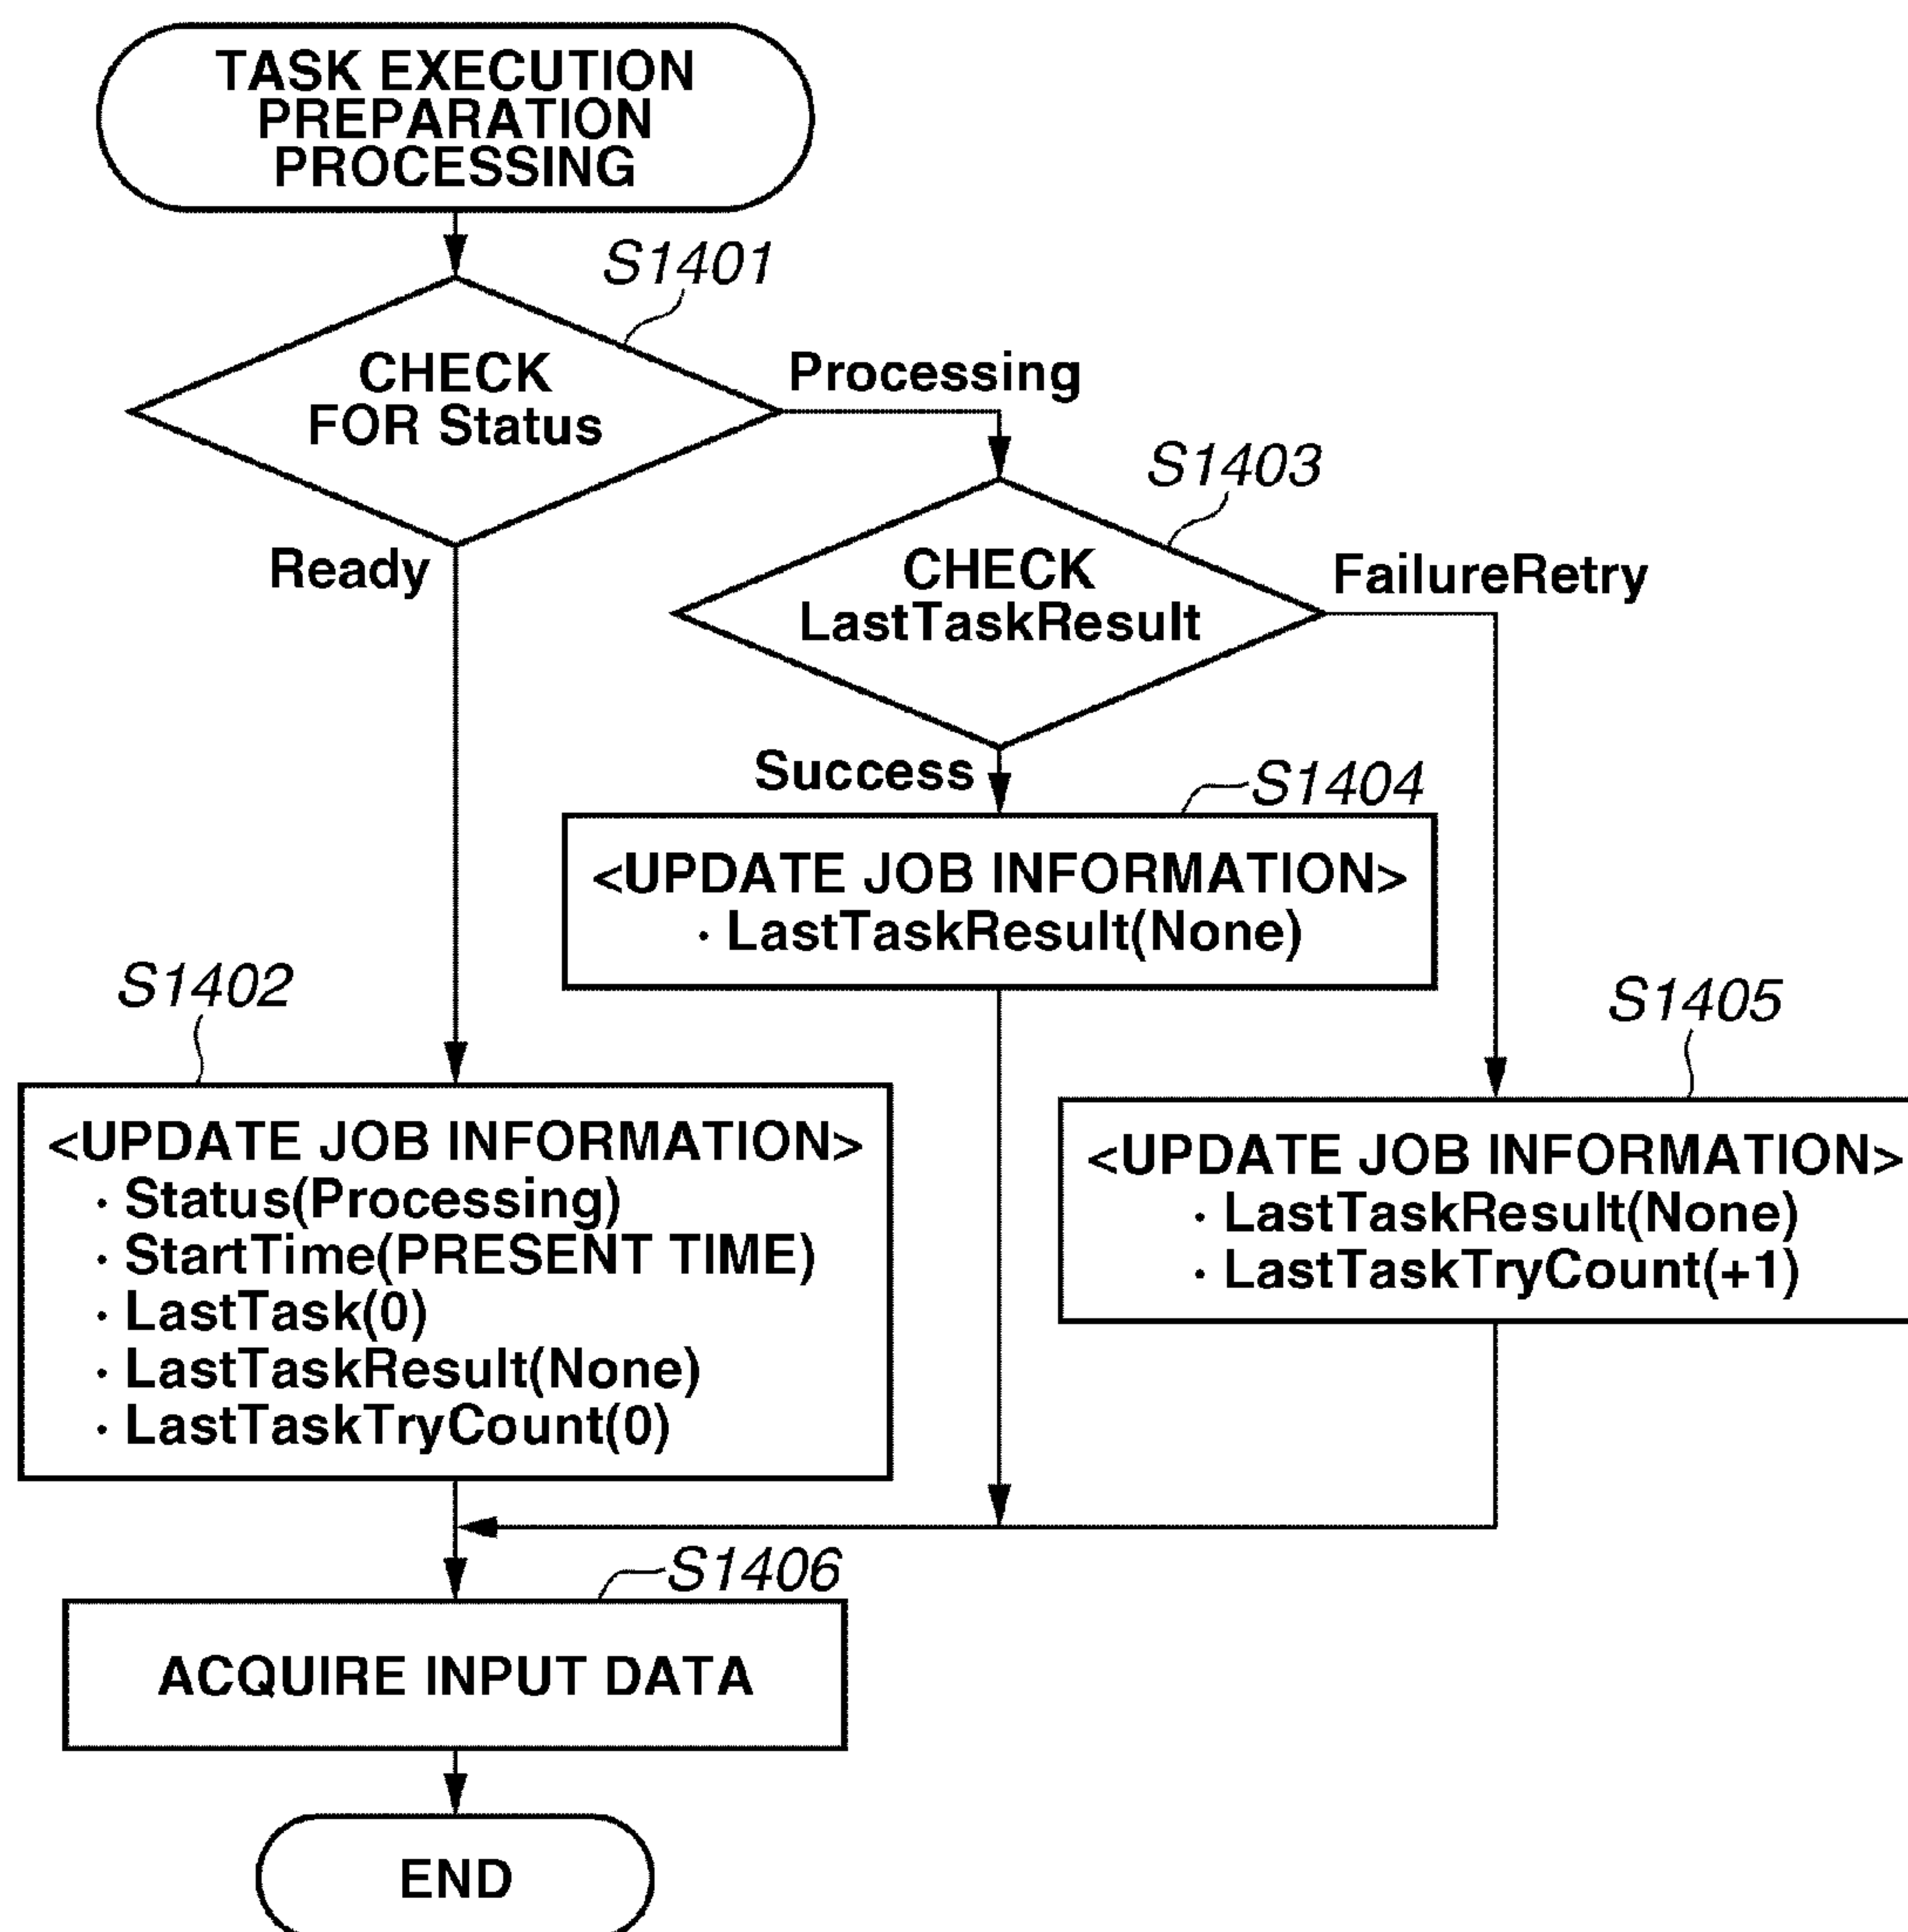 TASK EXECUTION
PREPARATION
PROCESSING
S1401
CHECK
FOR Status
Processing
Ready
S1403
CHECK
LastTaskResult
FailureRetry
Success
S1404
<UPDATE JOB INFORMATION>
· LastTaskResult(None)
S1402
<UPDATE JOB INFORMATION>
· Status(Processing)
· StartTime(PRESENT TIME)
· LastTask(0)
· LastTaskResult(None)
· LastTaskTryCount(0)
S1405
<UPDATE JOB INFORMATION>
· LastTaskResult(None)
· LastTaskTryCount(+1)
S1406
ACQUIRE INPUT DATA
END